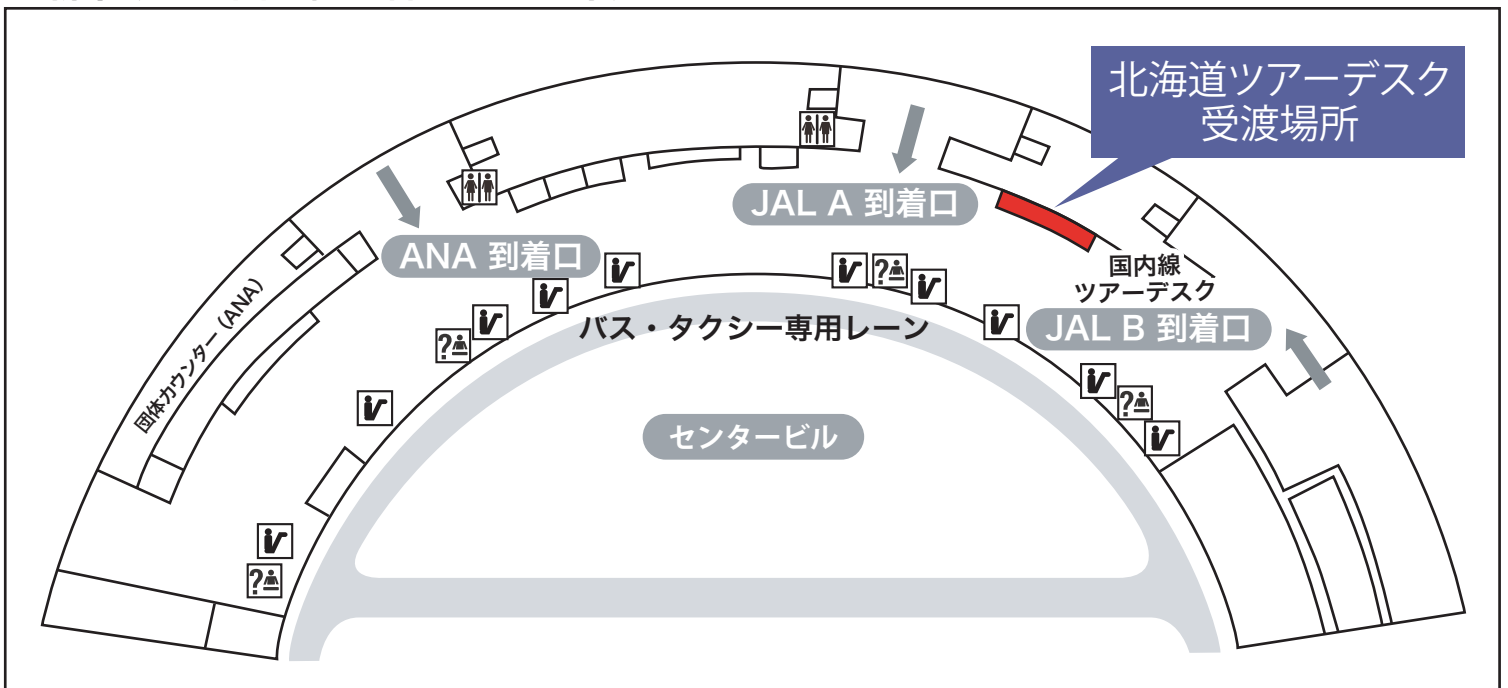 北海道ツアーデスク
受渡場所
JAL A 到着口
ANA 到着口
国内線
ツアーデスク
JAL B 到着口
団体カウンター（ANA）
バス・タクシー専用レーン
センタービル
?
?
?
?